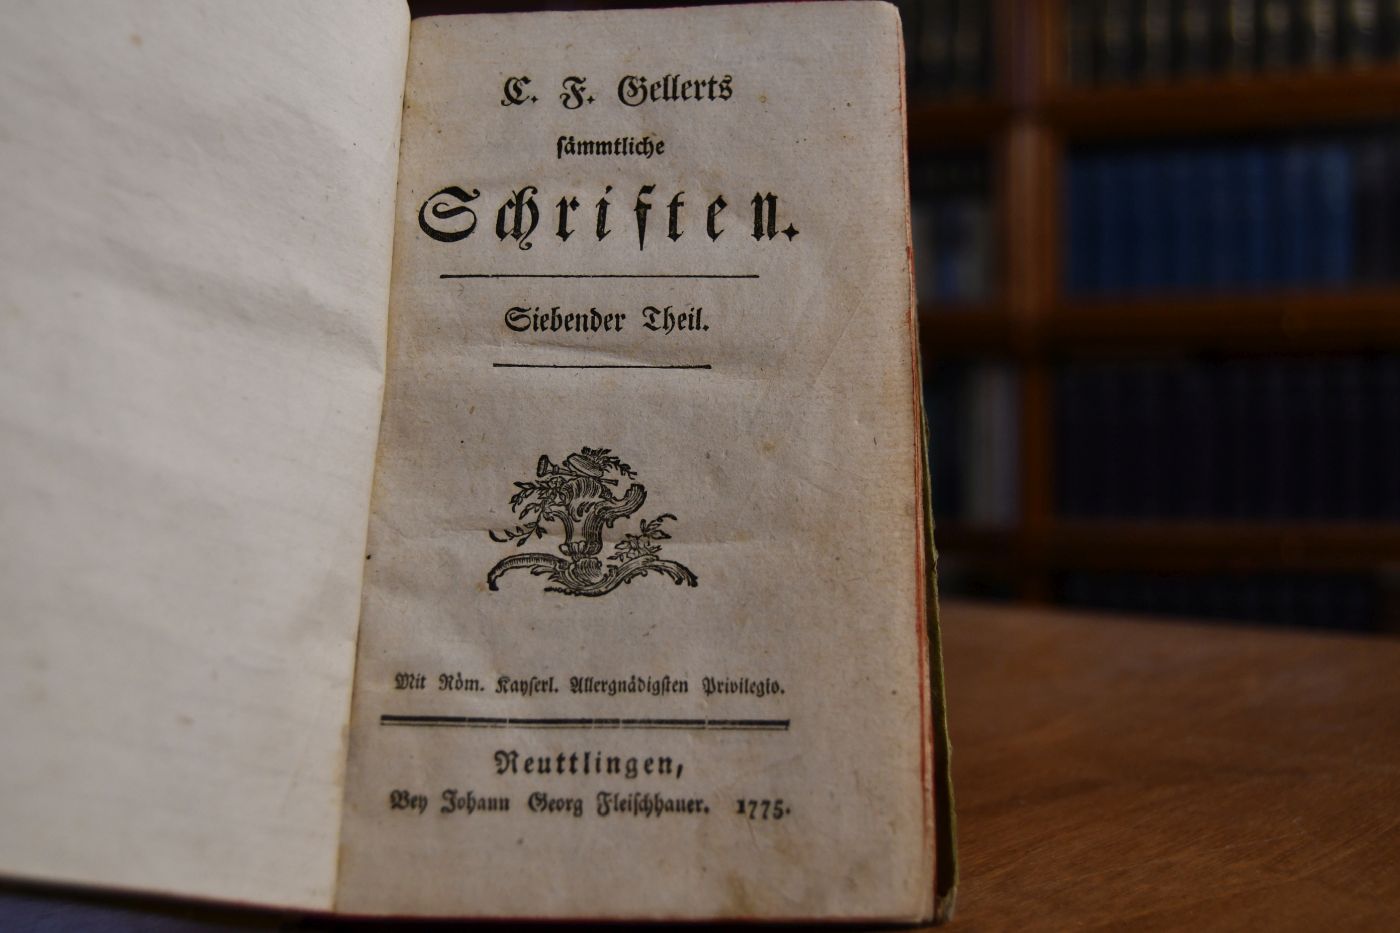 C. F. Gellerts
ſämmtliche
Schriften.
Siebender Theil.
Mit Röm. Kayſerl. Allergnädigſten Privilegio.
Reuttlingen,
Bey Johann Georg Fleiſchhauer. 1775.